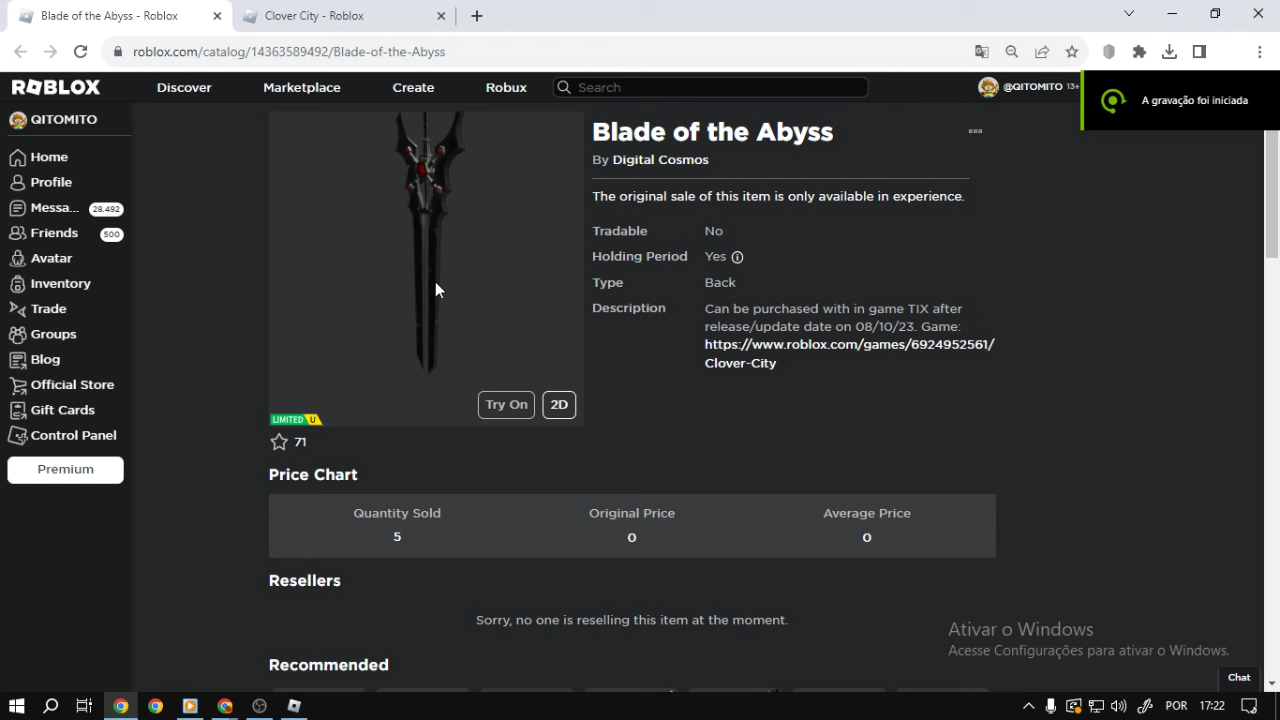 Blade of the Abyss - Roblox
Clover City - Roblox
roblox.com/catalog/14363589492/Blade-of-the-Abyss
ROBLOX
Discover
Marketplace
Create
Robux
Search
@QITOMITO 13+
A gravação foi iniciada
QITOMITO
Home
Profile
Messa... 28.492
Friends 500
Avatar
Inventory
Trade
Groups
Blog
Official Store
Gift Cards
Control Panel
Premium
Blade of the Abyss
By Digital Cosmos
The original sale of this item is only available in experience.
Tradable No
Holding Period Yes
Type Back
Description Can be purchased with in game TIX after
release/update date on 08/10/23. Game:
https://www.roblox.com/games/6924952561/
Clover-City
Try On
2D
LIMITED U
71
Price Chart
Quantity Sold Original Price Average Price
5 0 0
Resellers
Sorry, no one is reselling this item at the moment.
Recommended
Ativar o Windows
Acesse Configurações para ativar o Windows.
Chat
POR 17:22